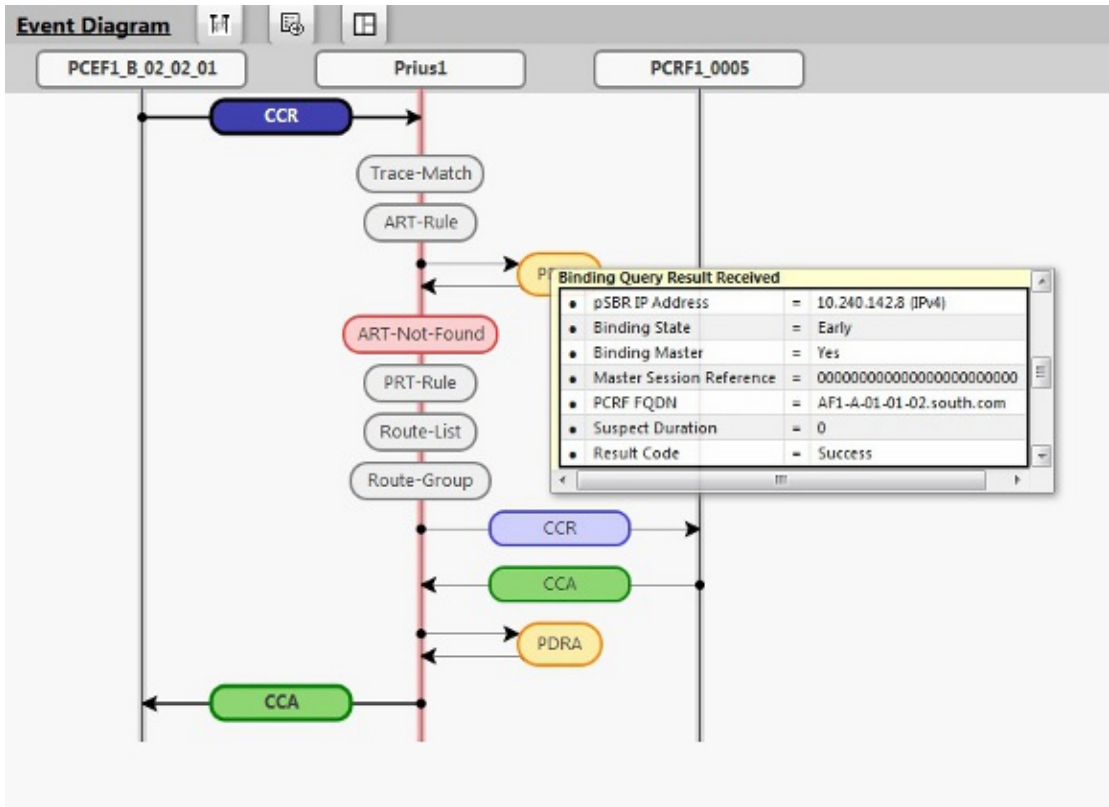 Event Diagram
PCEF1_B_02_02_01
Prius1
PCRF1_0005
CCR
Trace-Match
ART-Rule
Binding Query Result Received
• pSBR IP Address = 10.240.142.8 (IPv4)
• Binding State = Early
• Binding Master = Yes
• Master Session Reference = 000000000000000000000000
• PCRF FQDN = AF1-A-01-01-02.south.com
• Suspect Duration = 0
• Result Code = Success
ART-Not-Found
PRT-Rule
Route-List
Route-Group
CCR
CCA
PDRA
CCA